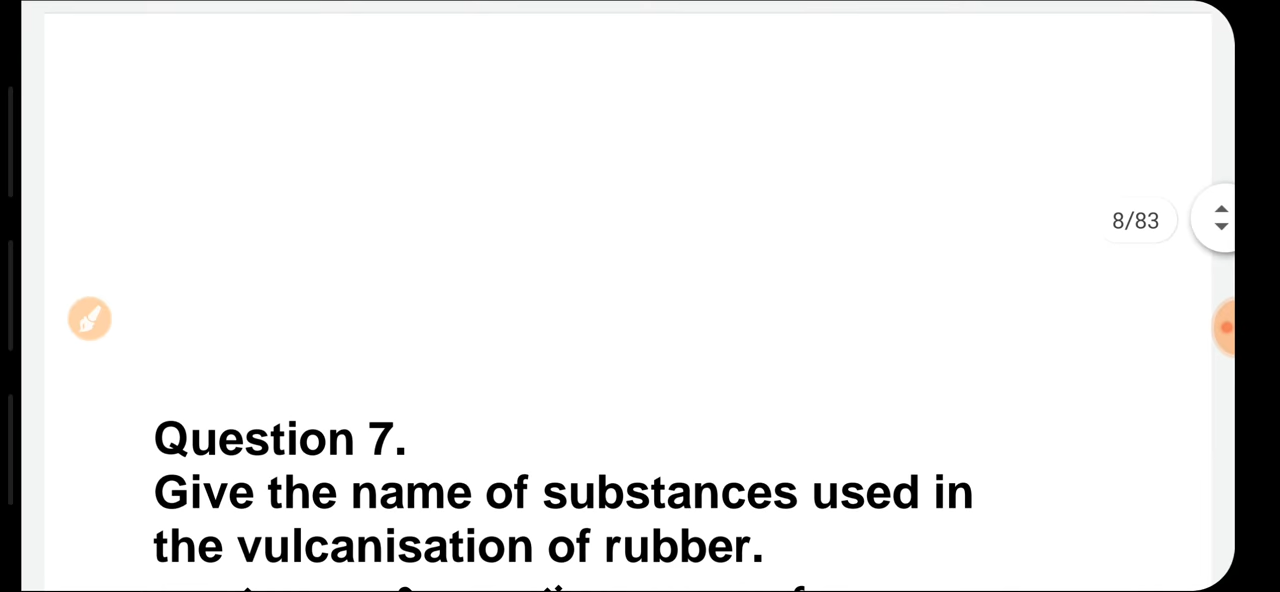 8/83
Question 7.
Give the name of substances used in
the vulcanisation of rubber.